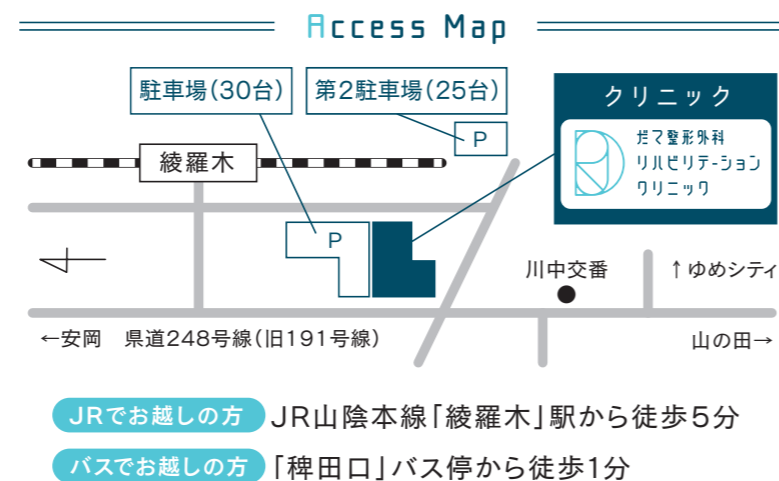 Access Map
駐車場(30台)
第2駐車場(25台)
クリニック
だマ整形外科
リハビリテーション
クリニック
P
綾羅木
P
川中交番
↑ゆめシティ
←安岡 県道248号線(旧191号線)
山の田→
JRでお越しの方 JR山陰本線「綾羅木」駅から徒歩5分
バスでお越しの方 「稗田口」バス停から徒歩1分